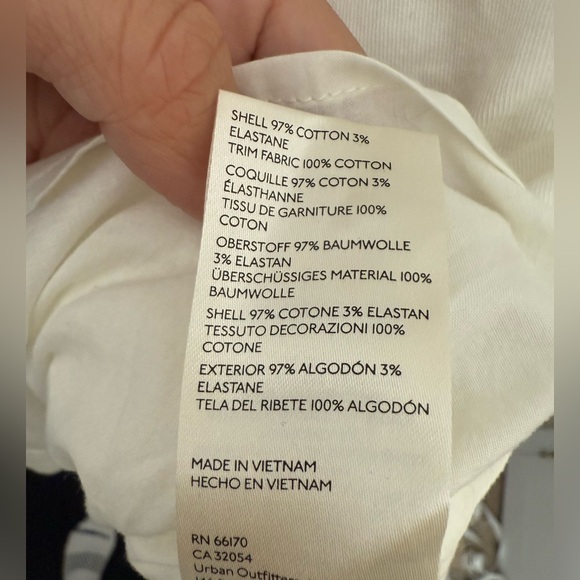 SHELL 97% COTTON 3%
ELASTANE
TRIM FABRIC 100% COTTON
COQUILLE 97% COTON 3%
ÉLASTHANNE
TISSU DE GARNITURE 100%
COTON
OBERSTOFF 97% BAUMWOLLE
3% ELASTAN
ÜBERSCHÜSSIGES MATERIAL 100%
BAUMWOLLE
SHELL 97% COTONE 3% ELASTAN
TESSUTO DECORAZIONI 100%
COTONE
EXTERIOR 97% ALGODÓN 3%
ELASTANE
TELA DEL RIBETE 100% ALGODÓN
MADE IN VIETNAM
HECHO EN VIETNAM
RN 66170
CA 32054
Urban Outfitters